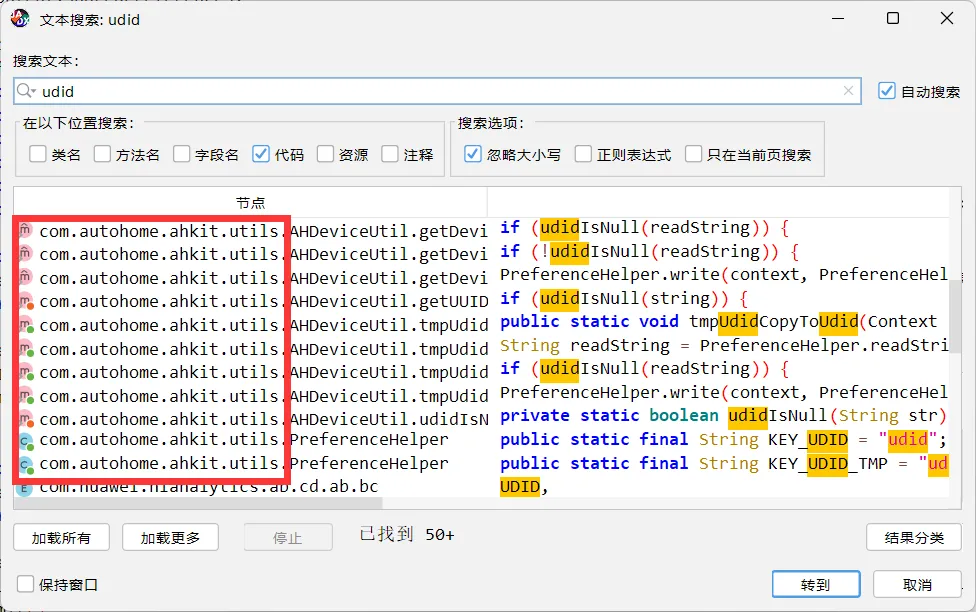 文本搜索: udid
搜索文本:
udid
自动搜索
在以下位置搜索:
类名 方法名 字段名 代码 资源 注释
搜索选项:
忽略大小写 正则表达式 只在当前页搜索
节点
com.autohome.ahkit.utils.AHDeviceUtil.getDevi if (udidIsNull(readString)) {
com.autohome.ahkit.utils.AHDeviceUtil.getDevi if (!udidIsNull(readString)) {
com.autohome.ahkit.utils.AHDeviceUtil.getDevi PreferenceHelper.write(context, PreferenceHel
com.autohome.ahkit.utils.AHDeviceUtil.getUUID if (udidIsNull(string)) {
com.autohome.ahkit.utils.AHDeviceUtil.tmpUdid public static void tmpUdidCopyToUdid(Context
com.autohome.ahkit.utils.AHDeviceUtil.tmpUdid String readString = PreferenceHelper.readStri
com.autohome.ahkit.utils.AHDeviceUtil.tmpUdid if (udidIsNull(readString)) {
com.autohome.ahkit.utils.AHDeviceUtil.tmpUdid PreferenceHelper.write(context, PreferenceHel
com.autohome.ahkit.utils.AHDeviceUtil.udidIsN private static boolean udidIsNull(String str)
com.autohome.ahkit.utils.PreferenceHelper public static final String KEY_UDID = "udid";
com.autohome.ahkit.utils.PreferenceHelper public static final String KEY_UDID_TMP = "ud
com.huawei.hianalytics.ab.cd.ab.bc UDID,
加载所有 加载更多 停止 已找到 50+ 结果分类
保持窗口 转到 取消